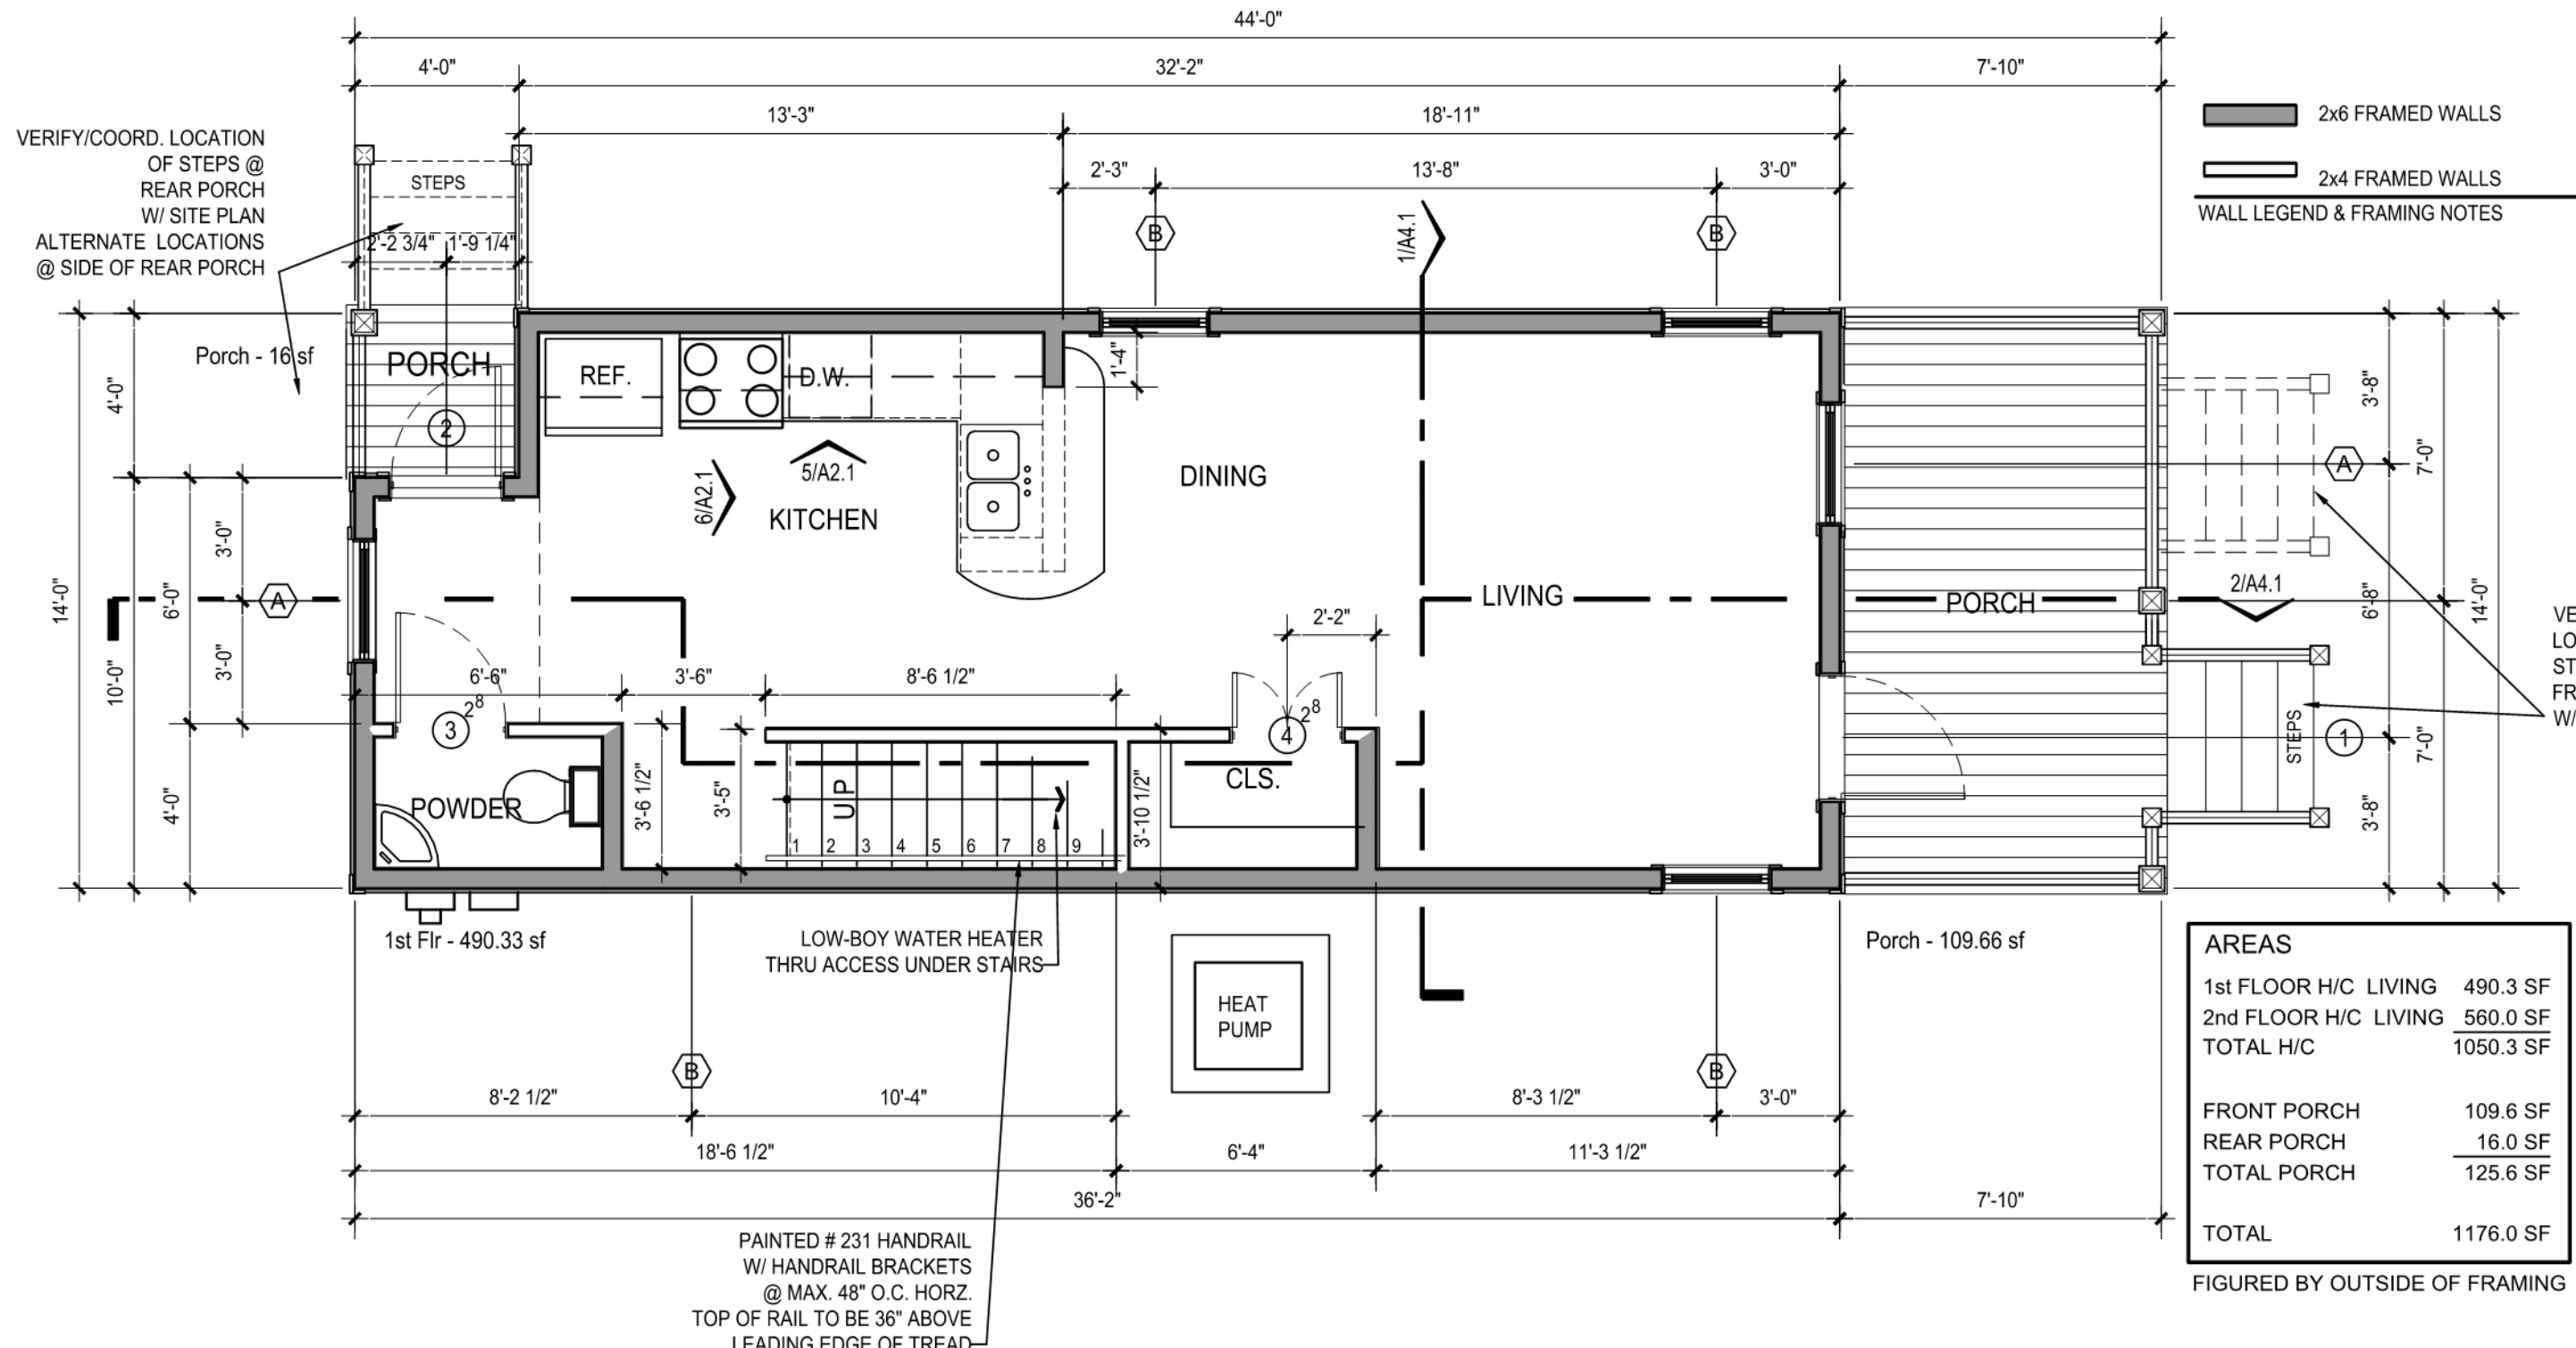 44'-0"
4'-0"
32'-2"
7'-10"
13'-3"
18'-11"
2'-3"
13'-8"
3'-0"
2x6 FRAMED WALLS
2x4 FRAMED WALLS
WALL LEGEND & FRAMING NOTES
VERIFY/COORD. LOCATION
OF STEPS @
REAR PORCH
W/ SITE PLAN
ALTERNATE LOCATIONS
@ SIDE OF REAR PORCH
STEPS
2'-2 3/4"
1'-9 1/4"
B
1/A4.1
B
Porch - 16 sf
PORCH
2
REF.
D.W.
1'-4"
5/A2.1
6/A2.1
KITCHEN
DINING
LIVING
PORCH
14'-0"
4'-0"
10'-0"
6'-0"
4'-0"
3'-0"
3'-0"
A
3'-8"
A
7'-0"
2/A4.1
6'-8"
14'-0"
7'-0"
3'-8"
STEPS
1
VE
LO
ST
FR
W/
6'-6"
3'-6"
8'-6 1/2"
2'-2"
3
2 8
4
2 8
POWDER
3'-6 1/2"
3'-5"
UP
1 2 3 4 5 6 7 8 9
3'-10 1/2"
CLS.
1st Flr - 490.33 sf
LOW-BOY WATER HEATER
THRU ACCESS UNDER STAIRS
HEAT
PUMP
Porch - 109.66 sf
B
B
8'-2 1/2"
10'-4"
8'-3 1/2"
3'-0"
18'-6 1/2"
6'-4"
11'-3 1/2"
36'-2"
7'-10"
PAINTED # 231 HANDRAIL
W/ HANDRAIL BRACKETS
@ MAX. 48" O.C. HORZ.
TOP OF RAIL TO BE 36" ABOVE
LEADING EDGE OF TREAD
AREAS
1st FLOOR H/C LIVING 490.3 SF
2nd FLOOR H/C LIVING 560.0 SF
TOTAL H/C 1050.3 SF
FRONT PORCH 109.6 SF
REAR PORCH 16.0 SF
TOTAL PORCH 125.6 SF
TOTAL 1176.0 SF
FIGURED BY OUTSIDE OF FRAMING